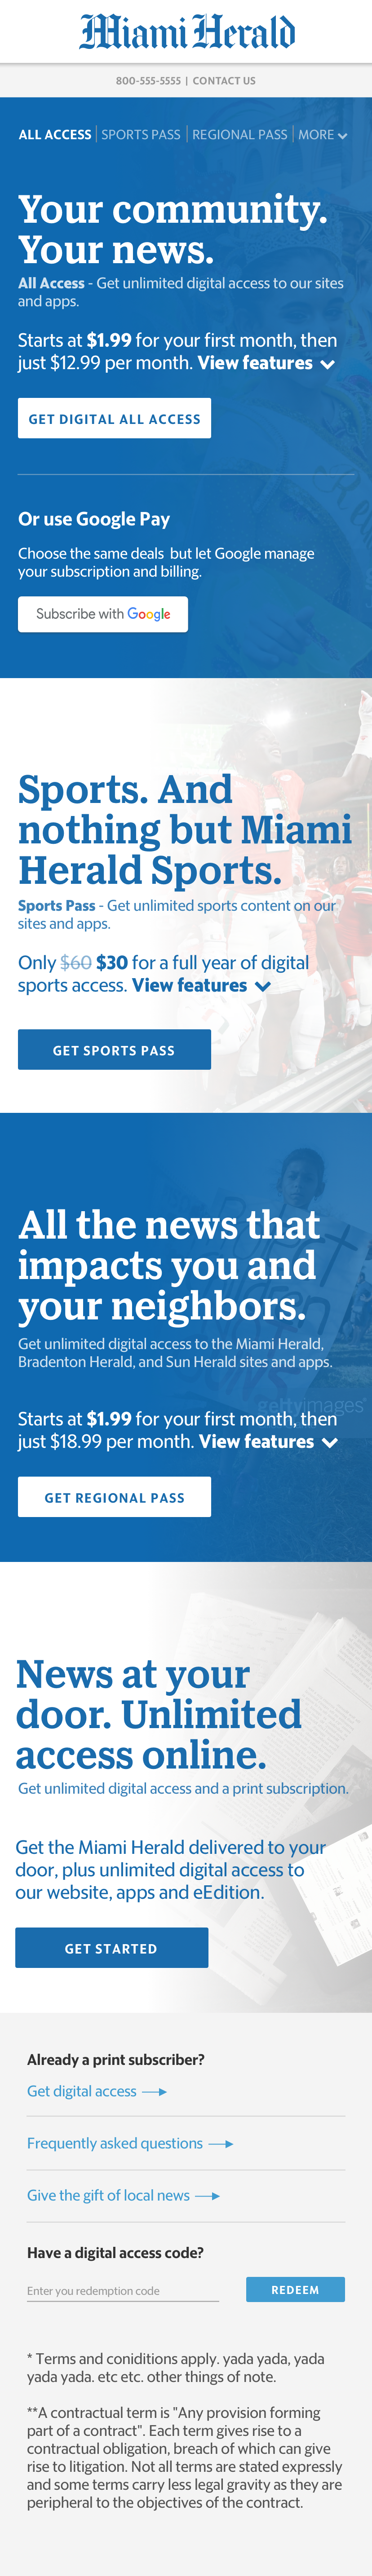 Miami Herald
800-555-5555 | CONTACT US
ALL ACCESS | SPORTS PASS | REGIONAL PASS | MORE
Your community.
Your news.
All Access - Get unlimited digital access to our sites
and apps.
Starts at $1.99 for your first month, then
just $12.99 per month. View features
GET DIGITAL ALL ACCESS
Or use Google Pay
Choose the same deals but let Google manage
your subscription and billing.
Subscribe with Google
Sports. And
nothing but Miami
Herald Sports.
Sports Pass - Get unlimited sports content on our
sites and apps.
Only $60 $30 for a full year of digital
sports access. View features
GET SPORTS PASS
All the news that
impacts you and
your neighbors.
Get unlimited digital access to the Miami Herald,
Bradenton Herald, and Sun Herald sites and apps.
gettyimages
Starts at $1.99 for your first month, then
just $18.99 per month. View features
GET REGIONAL PASS
News at your
door. Unlimited
access online.
Get unlimited digital access and a print subscription.
Get the Miami Herald delivered to your
door, plus unlimited digital access to
our website, apps and eEdition.
GET STARTED
Already a print subscriber?
Get digital access
Frequently asked questions
Give the gift of local news
Have a digital access code?
Enter you redemption code
REDEEM
* Terms and coniditions apply. yada yada, yada
yada yada. etc etc. other things of note.
**A contractual term is "Any provision forming
part of a contract". Each term gives rise to a
contractual obligation, breach of which can give
rise to litigation. Not all terms are stated expressly
and some terms carry less legal gravity as they are
peripheral to the objectives of the contract.